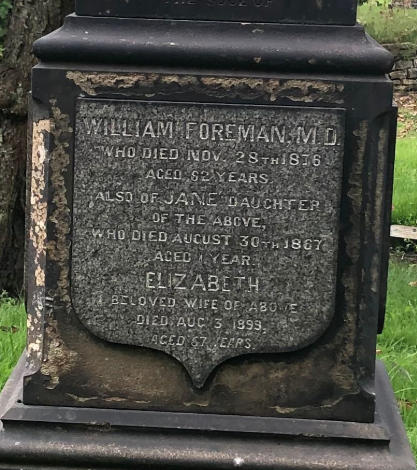 WILLIAM FOREMAN, M.D.
WHO DIED NOV. 28TH 1876
AGED 62 YEARS.
ALSO OF JANE DAUGHTER
OF THE ABOVE,
WHO DIED AUGUST 30TH 1867
AGED 1 YEAR.
ELIZABETH
BELOVED WIFE OF ABOVE
DIED AUG 3 1899,
AGED 67 YEARS.